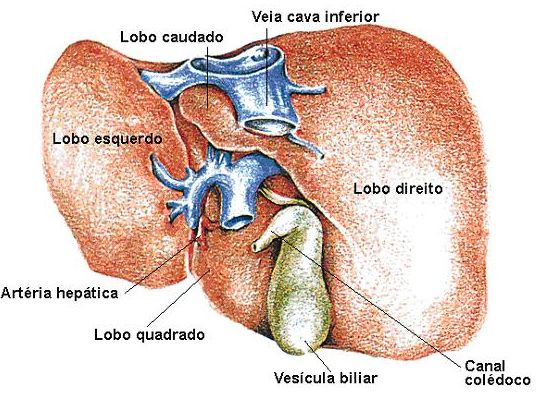 Veia cava inferior
Lobo caudado
Lobo esquerdo
Lobo direito
Artéria hepática
Lobo quadrado
Vesícula biliar
Canal
colédoco